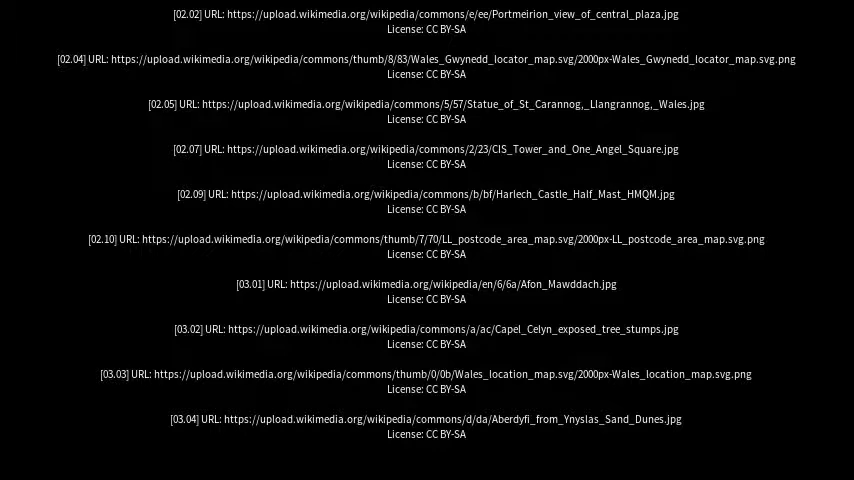 [02.02] URL: https://upload.wikimedia.org/wikipedia/commons/e/ee/Portmeirion_view_of_central_plaza.jpg
License: CC BY-SA
[02.04] URL: https://upload.wikimedia.org/wikipedia/commons/thumb/8/83/Wales_Gwynedd_locator_map.svg/2000px-Wales_Gwynedd_locator_map.svg.png
License: CC BY-SA
[02.05] URL: https://upload.wikimedia.org/wikipedia/commons/5/57/Statue_of_St_Carannog,_Llangrannog,_Wales.jpg
License: CC BY-SA
[02.07] URL: https://upload.wikimedia.org/wikipedia/commons/2/23/CIS_Tower_and_One_Angel_Square.jpg
License: CC BY-SA
[02.09] URL: https://upload.wikimedia.org/wikipedia/commons/b/bf/Harlech_Castle_Half_Mast_HMQM.jpg
License: CC BY-SA
[02.10] URL: https://upload.wikimedia.org/wikipedia/commons/thumb/7/70/LL_postcode_area_map.svg/2000px-LL_postcode_area_map.svg.png
License: CC BY-SA
[03.01] URL: https://upload.wikimedia.org/wikipedia/en/6/6a/Afon_Mawddach.jpg
License: CC BY-SA
[03.02] URL: https://upload.wikimedia.org/wikipedia/commons/a/ac/Capel_Celyn_exposed_tree_stumps.jpg
License: CC BY-SA
[03.03] URL: https://upload.wikimedia.org/wikipedia/commons/thumb/0/0b/Wales_location_map.svg/2000px-Wales_location_map.svg.png
License: CC BY-SA
[03.04] URL: https://upload.wikimedia.org/wikipedia/commons/d/da/Aberdyfi_from_Ynyslas_Sand_Dunes.jpg
License: CC BY-SA